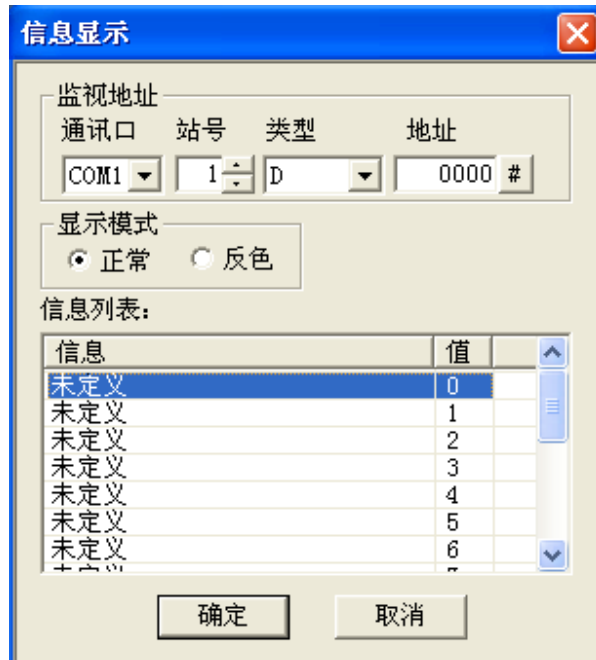 信息显示
监视地址
通讯口 站号 类型 地址
COM1 1 D 0000 #
显示模式
正常 反色
信息列表：
信息 值
未定义 0
未定义 1
未定义 2
未定义 3
未定义 4
未定义 5
未定义 6
确定 取消